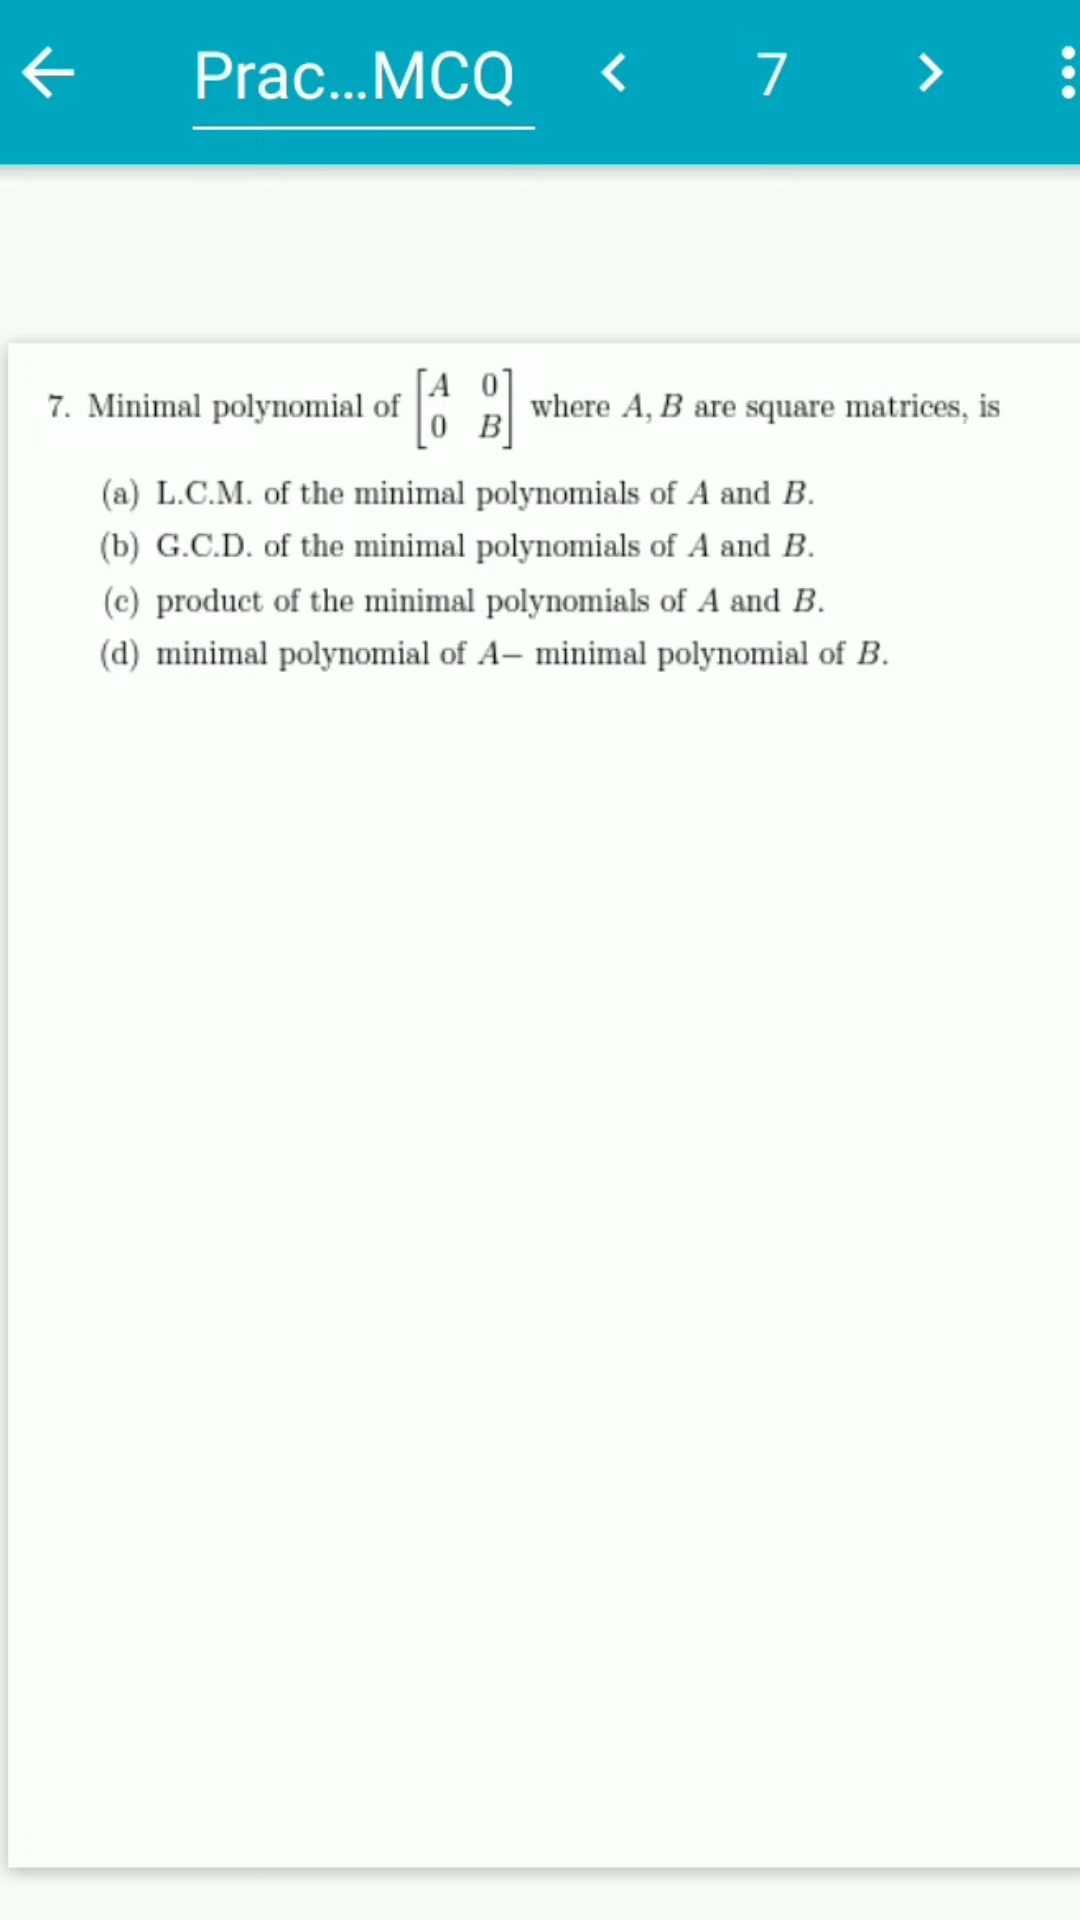 Prac...MCQ < 7 >
7. Minimal polynomial of [A 0 0 B] where A, B are square matrices, is
(a) L.C.M. of the minimal polynomials of A and B.
(b) G.C.D. of the minimal polynomials of A and B.
(c) product of the minimal polynomials of A and B.
(d) minimal polynomial of A− minimal polynomial of B.